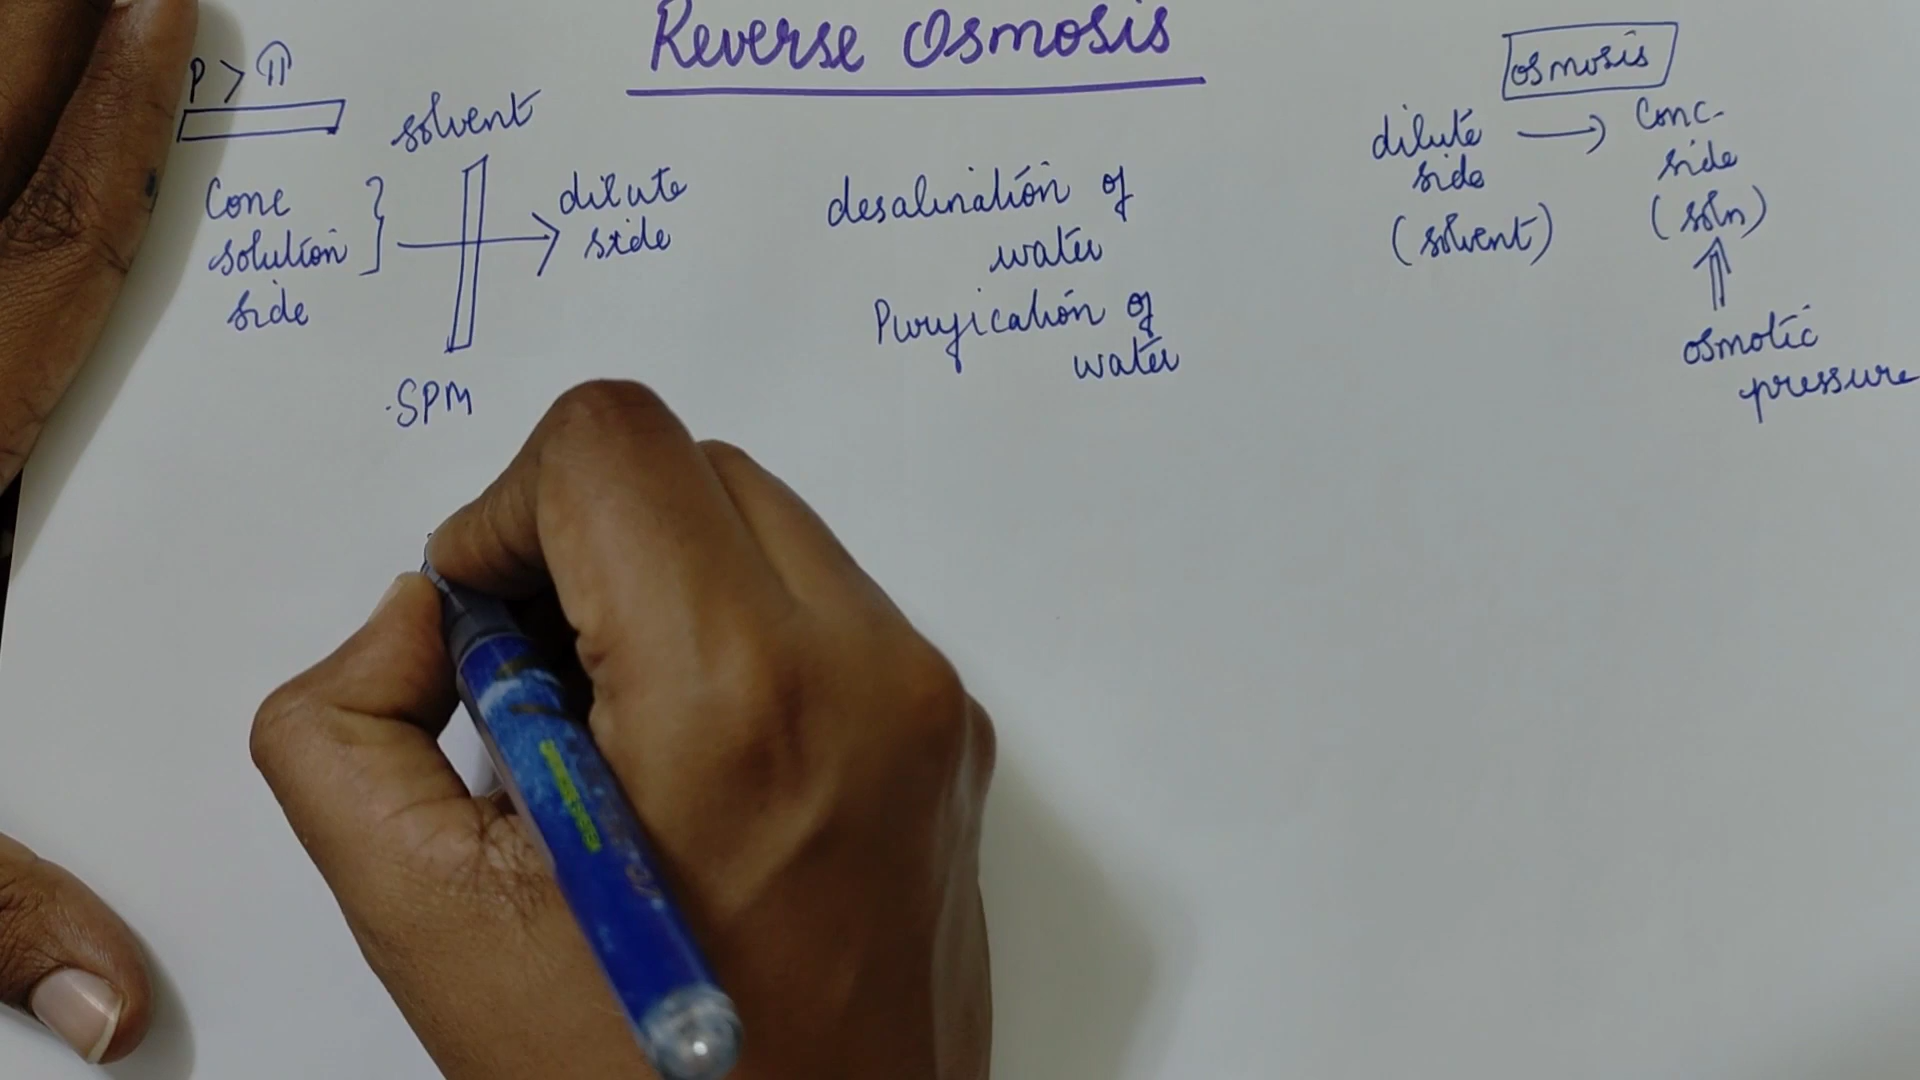 Reverse Osmosis
P > π
solvent
Conc
solution
side
dilute
side
SPM
desalination of
water
Purification of
water
osmosis
dilute
side
(solvent)
→
Conc.
side
(soln)
osmotic
pressure